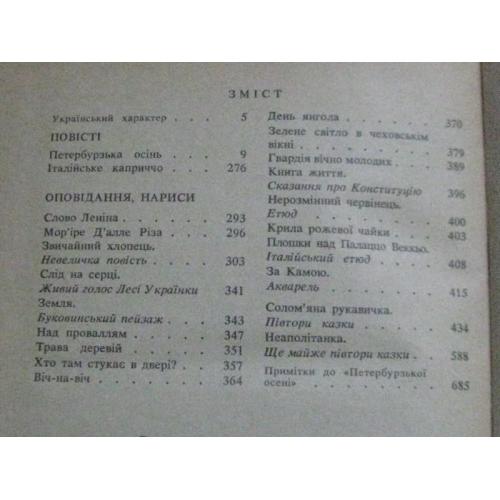 ЗМІСТ
Український характер . . . 5
ПОВІСТІ
Петербурзька осінь . . . 9
Італійське каприччо . . . 276
ОПОВІДАННЯ, НАРИСИ
Слово Леніна . . . . . 293
Мор'іре Д'алле Різа . . . 296
Звичайний хлопець.
Невеличка повість . . . . 303
Слід на серці.
Живий голос Лесі Українки 341
Земля.
Буковинський пейзаж . . . 343
Над проваллям . . . . 347
Трава деревій . . . . . 351
Хто там стукає в двері? . . 357
Віч-на-віч . . . . . . 364
День янгола . . . . . . 370
Зелене світло в чеховськім
вікні . . . . . . . . 379
Гвардія вічно молодих . . . 389
Книга життя.
Сказання про Конституцію 396
Нерозмінний червінець.
Етюд . . . . . . . . 400
Крила рожевої чайки . . . 403
Плошки над Палаццо Веккьо.
Італійський етюд . . . . 408
За Камою.
Акварель . . . . . . 415
Солом'яна рукавичка.
Півтори казки . . . . . 434
Неаполітанка.
Ще майже півтори казки . . 588
Примітки до «Петербурзької
осені» . . . . . . . . 685